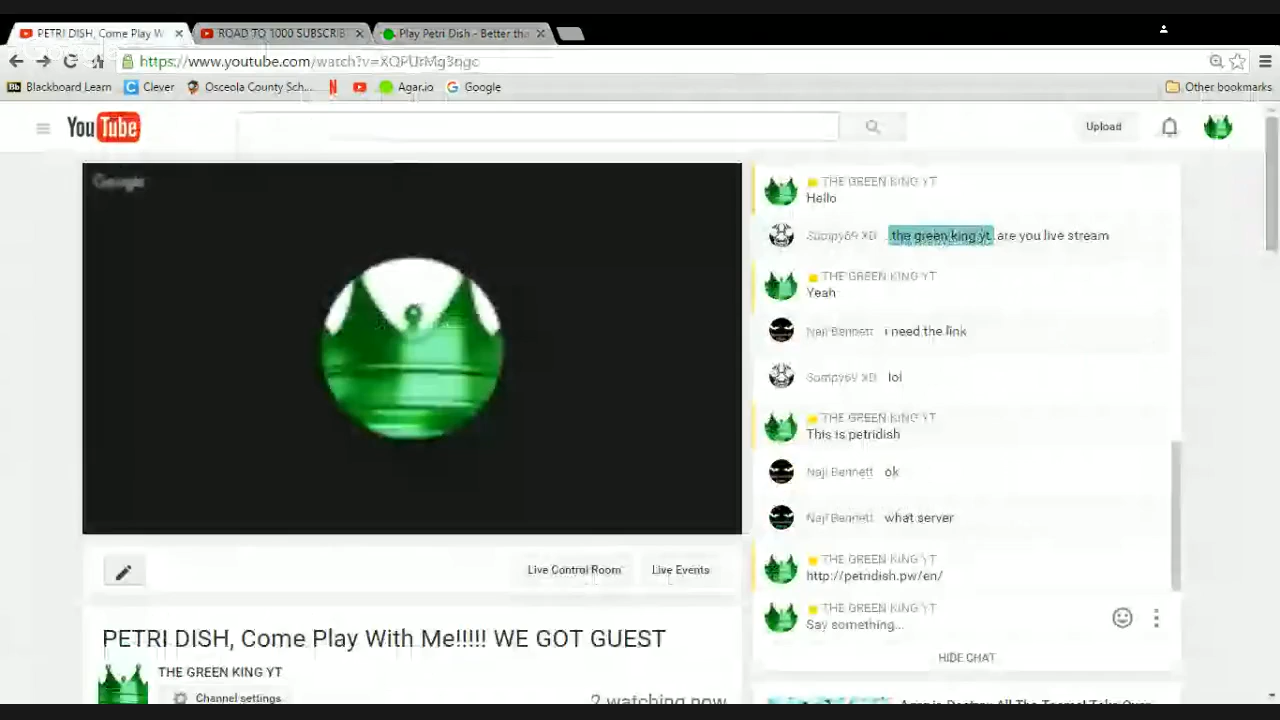 PETRI DISH, Come Play W
ROAD TO 1000 SUBSCRIB
Play Petri Dish - Better tha
https://www.youtube.com/watch?v=XQPUrMg3ngc
Bb Blackboard Learn
Clever
Osceola County Sch...
Agar.io
Google
Other bookmarks
YouTube
Upload
Google
THE GREEN KING YT
Hello
the green king yt are you live stream
THE GREEN KING YT
Yeah
Naji Bennett i need the link
lol
THE GREEN KING YT
This is petridish
Naji Bennett ok
Naji Bennett what server
THE GREEN KING YT
http://petridish.pw/en/
THE GREEN KING YT
Say something...
HIDE CHAT
Live Control Room
Live Events
PETRI DISH, Come Play With Me!!!!! WE GOT GUEST
THE GREEN KING YT
Channel settings
2 watching now